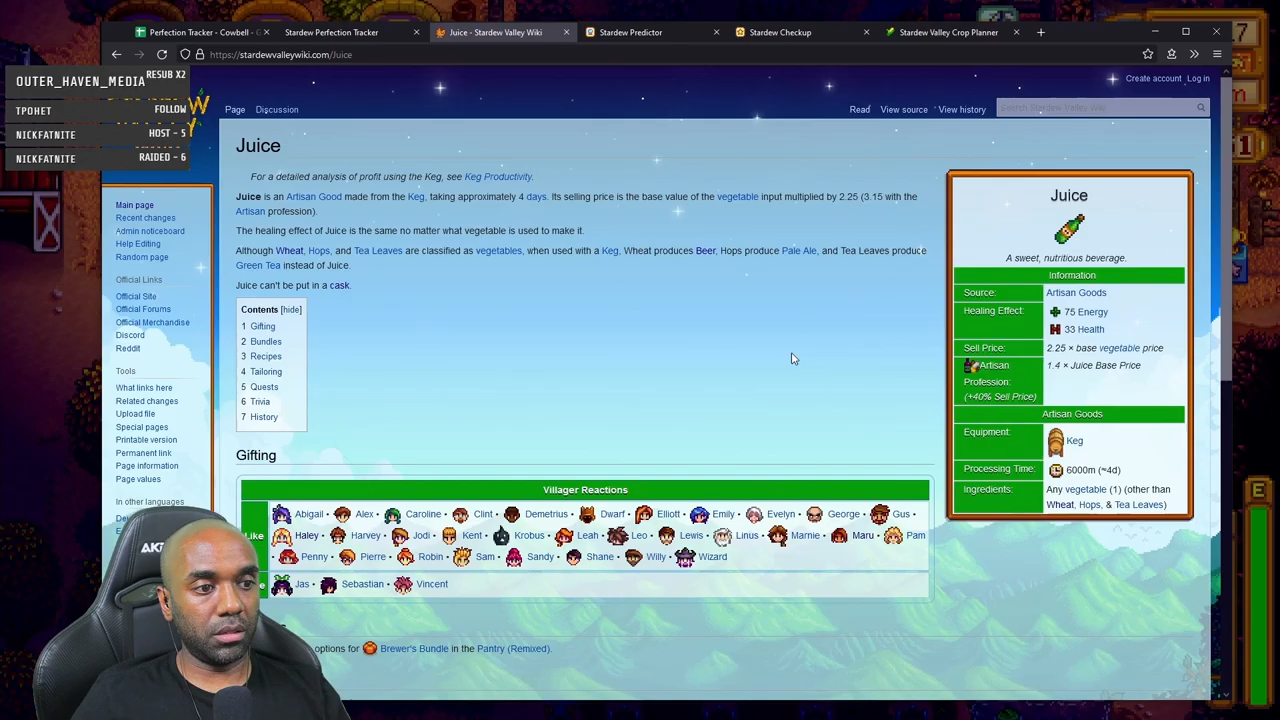 Perfection Tracker - Cowbell -
Stardew Perfection Tracker
Juice - Stardew Valley Wiki
Stardew Predictor
Stardew Checkup
Stardew Valley Crop Planner
https://stardewvalleywiki.com/Juice
OUTER_HAVEN_MEDIA RESUB X2
TPOHET FOLLOW
NICKFATNITE HOST - 5
NICKFATNITE RAIDED - 6
Create account Log in
Page Discussion
Read View source View history
Search Stardew Valley Wiki
Main page
Recent changes
Admin noticeboard
Help Editing
Random page
Official Links
Official Site
Official Forums
Official Merchandise
Discord
Reddit
Tools
What links here
Related changes
Upload file
Special pages
Printable version
Permanent link
Page information
Page values
In other languages
Juice
For a detailed analysis of profit using the Keg, see Keg Productivity.
Juice is an Artisan Good made from the Keg, taking approximately 4 days. Its selling price is the base value of the vegetable input multiplied by 2.25 (3.15 with the
Artisan profession).
The healing effect of Juice is the same no matter what vegetable is used to make it.
Although Wheat, Hops, and Tea Leaves are classified as vegetables, when used with a Keg, Wheat produces Beer, Hops produce Pale Ale, and Tea Leaves produce
Green Tea instead of Juice.
Juice can't be put in a cask.
Contents [hide]
1 Gifting
2 Bundles
3 Recipes
4 Tailoring
5 Quests
6 Trivia
7 History
Gifting
Villager Reactions
Abigail • Alex • Caroline • Clint • Demetrius • Dwarf • Elliott • Emily • Evelyn • George • Gus •
Haley • Harvey • Jodi • Kent • Krobus • Leah • Leo • Lewis • Linus • Marnie • Maru • Pam
Penny • Pierre • Robin • Sam • Sandy • Shane • Willy • Wizard
Jas • Sebastian • Vincent
options for Brewer's Bundle in the Pantry (Remixed).
Juice
A sweet, nutritious beverage.
Information
Source: Artisan Goods
Healing Effect: 75 Energy
33 Health
Sell Price: 2.25 × base vegetable price
Artisan 1.4 × Juice Base Price
Profession:
(+40% Sell Price)
Artisan Goods
Equipment: Keg
Processing Time: 6000m (≈4d)
Ingredients: Any vegetable (1) (other than
Wheat, Hops, & Tea Leaves)
E